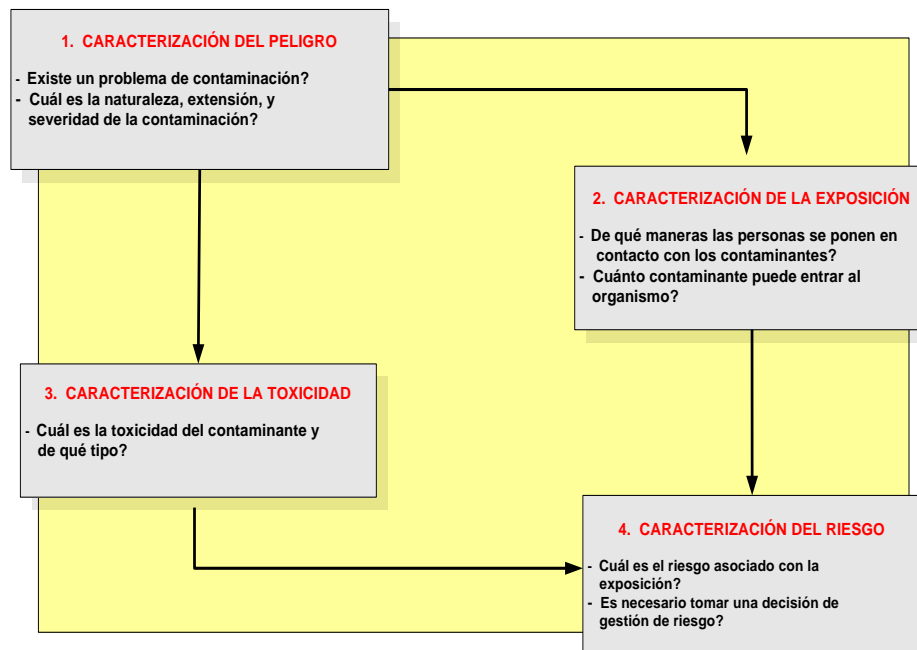 1. CARACTERIZACIÓN DEL PELIGRO
- Existe un problema de contaminación?
- Cuál es la naturaleza, extensión, y
severidad de la contaminación?
2. CARACTERIZACIÓN DE LA EXPOSICIÓN
- De qué maneras las personas se ponen en
contacto con los contaminantes?
- Cuánto contaminante puede entrar al
organismo?
3. CARACTERIZACIÓN DE LA TOXICIDAD
- Cuál es la toxicidad del contaminante y
de qué tipo?
4. CARACTERIZACIÓN DEL RIESGO
- Cuál es el riesgo asociado con la
exposición?
- Es necesario tomar una decisión de
gestión de riesgo?